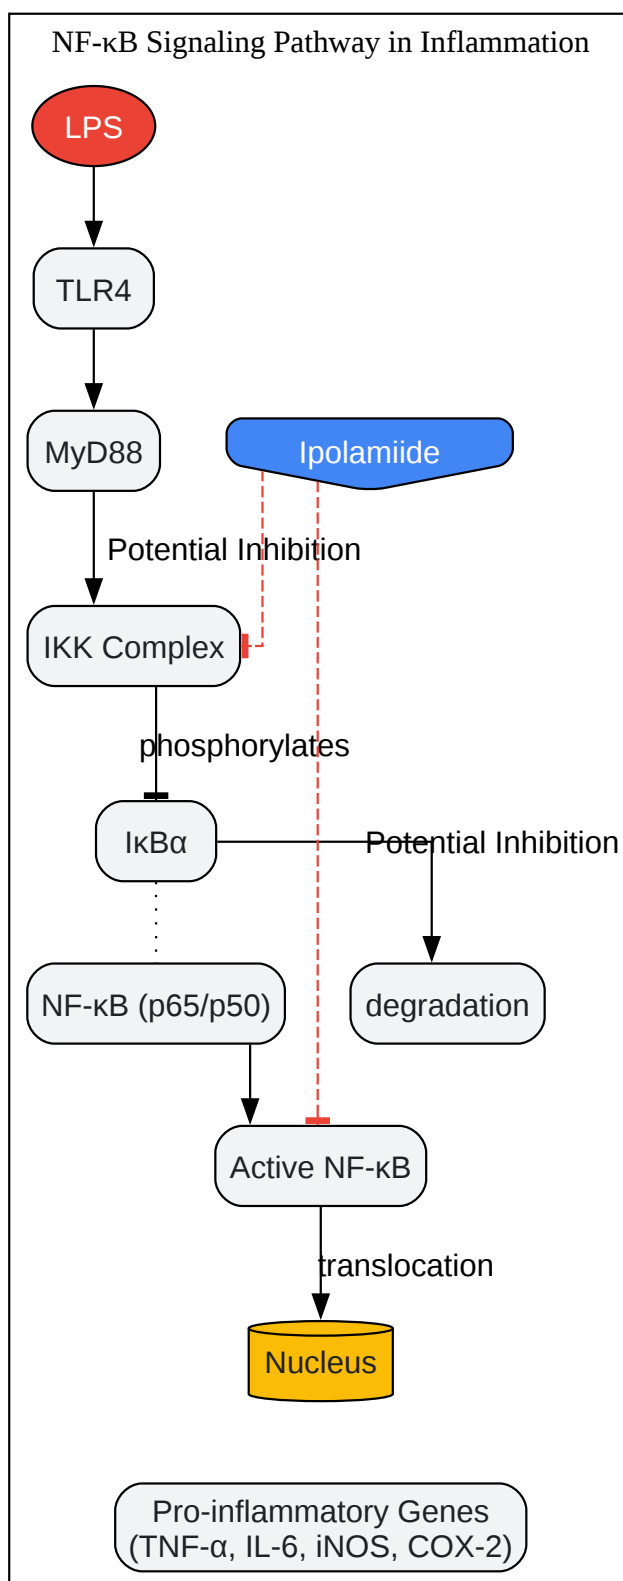 NF-κB Signaling Pathway in Inflammation
LPS
TLR4
MyD88
Ipolamiide
Potential Inhibition
IKK Complex
phosphorylates
IκBα
Potential Inhibition
NF-κB (p65/p50)
degradation
Active NF-κB
translocation
Nucleus
Pro-inflammatory Genes
(TNF-α, IL-6, iNOS, COX-2)